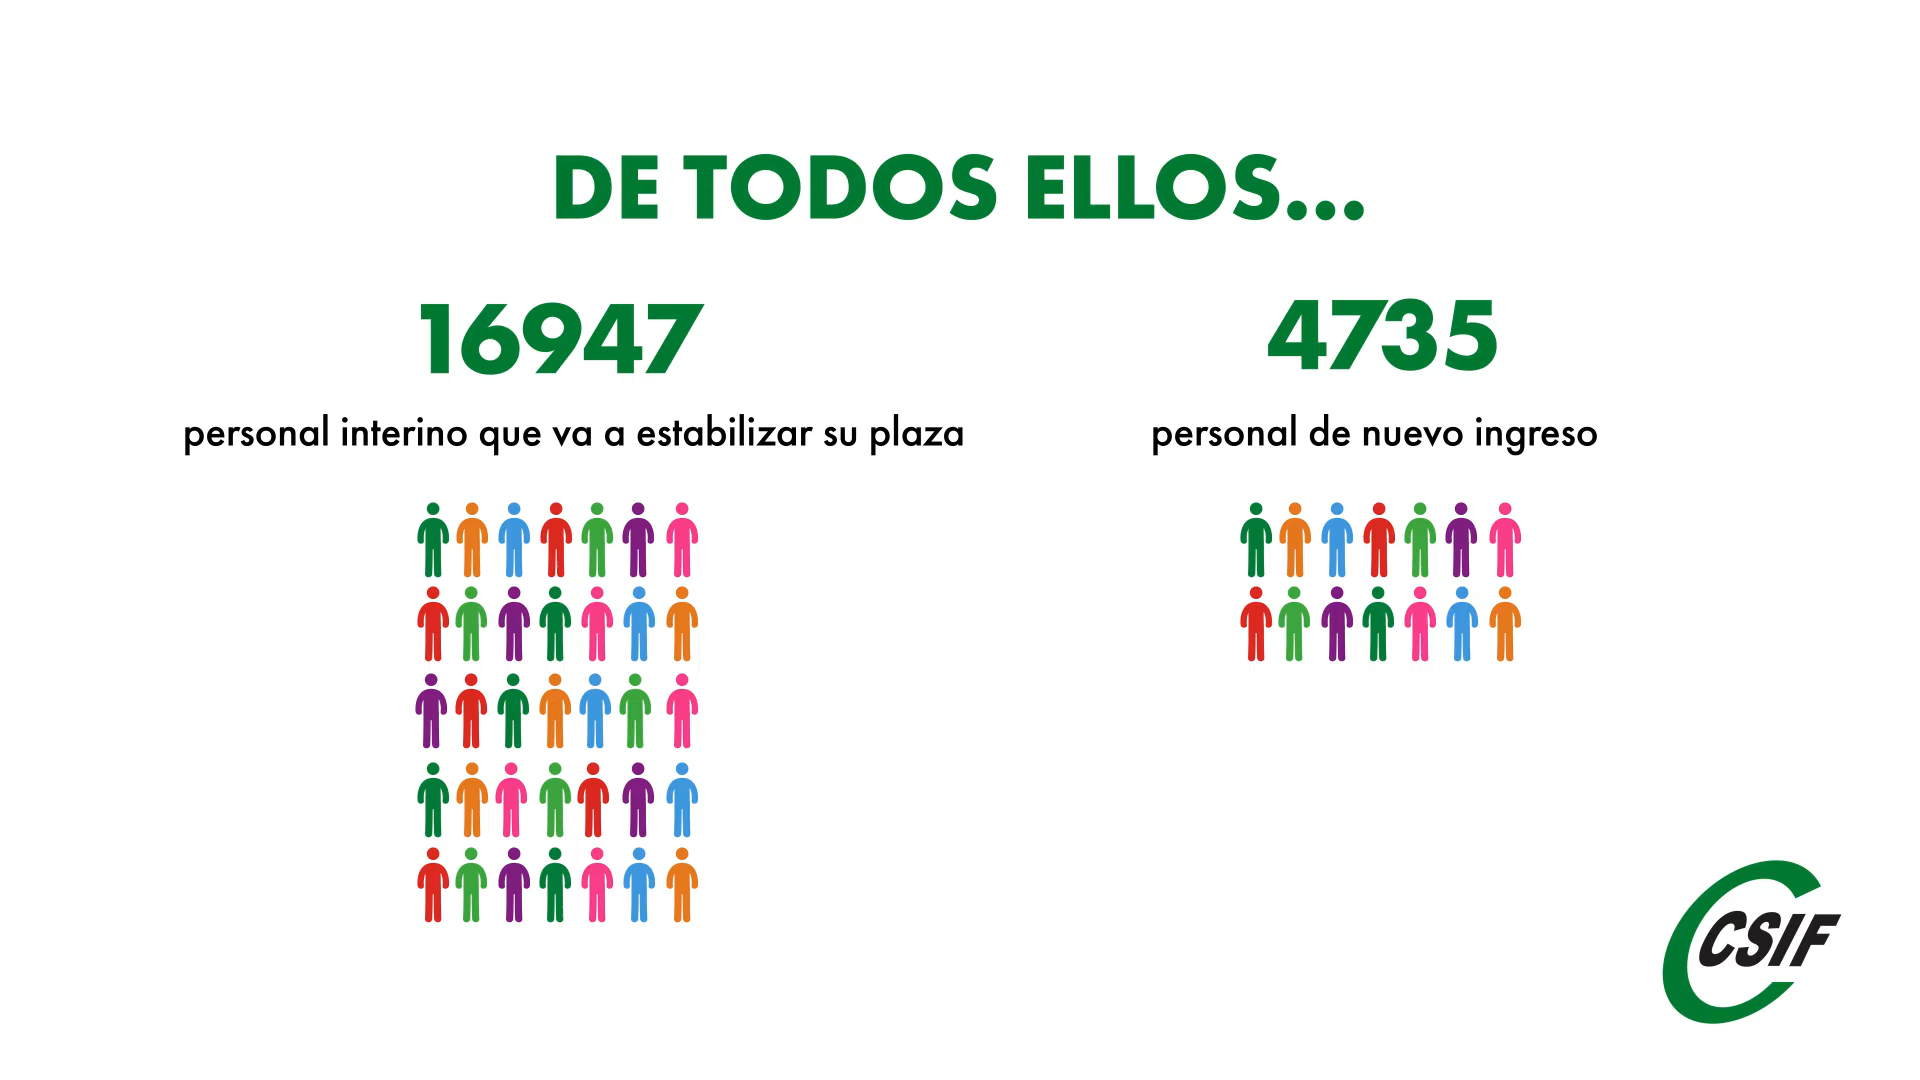 DE TODOS ELLOS...
16947
personal interino que va a estabilizar su plaza
4735
personal de nuevo ingreso
CSIF